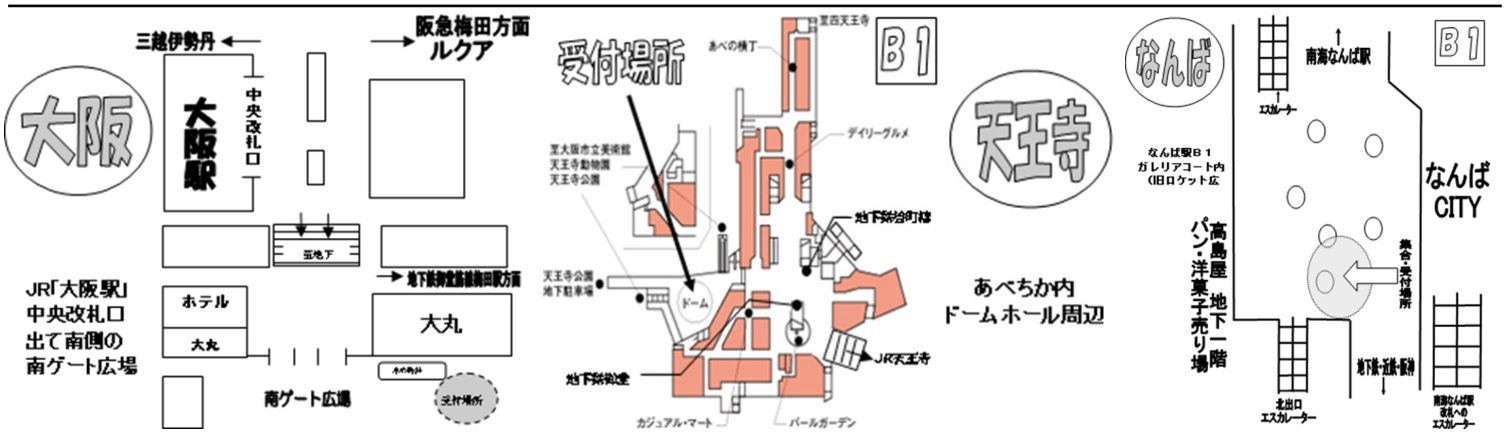 大阪
三越伊勢丹
阪急梅田方面
ルクア
大阪駅
中央改札口
至地下
地下鉄御堂筋線梅田駅方面
JR「大阪駅」
中央改札口
出て南側の
南ゲート広場
ホテル
大丸
大丸
水の時計
南ゲート広場
受付場所
受付場所
B1
至四天王寺
あべの横丁
デイリーグルメ
至大阪市立美術館
天王寺動物園
天王寺公園
地下鉄谷町線
天王寺公園
地下駐車場
ドーム
地下鉄御堂
JR天王寺
カジュアル・マート
パールガーデン
天王寺
あべちか内
ドームホール周辺
なんば
B1
南海なんば駅
エスカレーター
なんば駅B1
ガレリアコート内
(旧ロケット広
なんば
CITY
高島屋 地下一階
パン・洋菓子売り場
集合・受付場所
地下鉄・近鉄・阪神
北出口
エスカレーター
南海なんば駅
改札への
エスカレーター